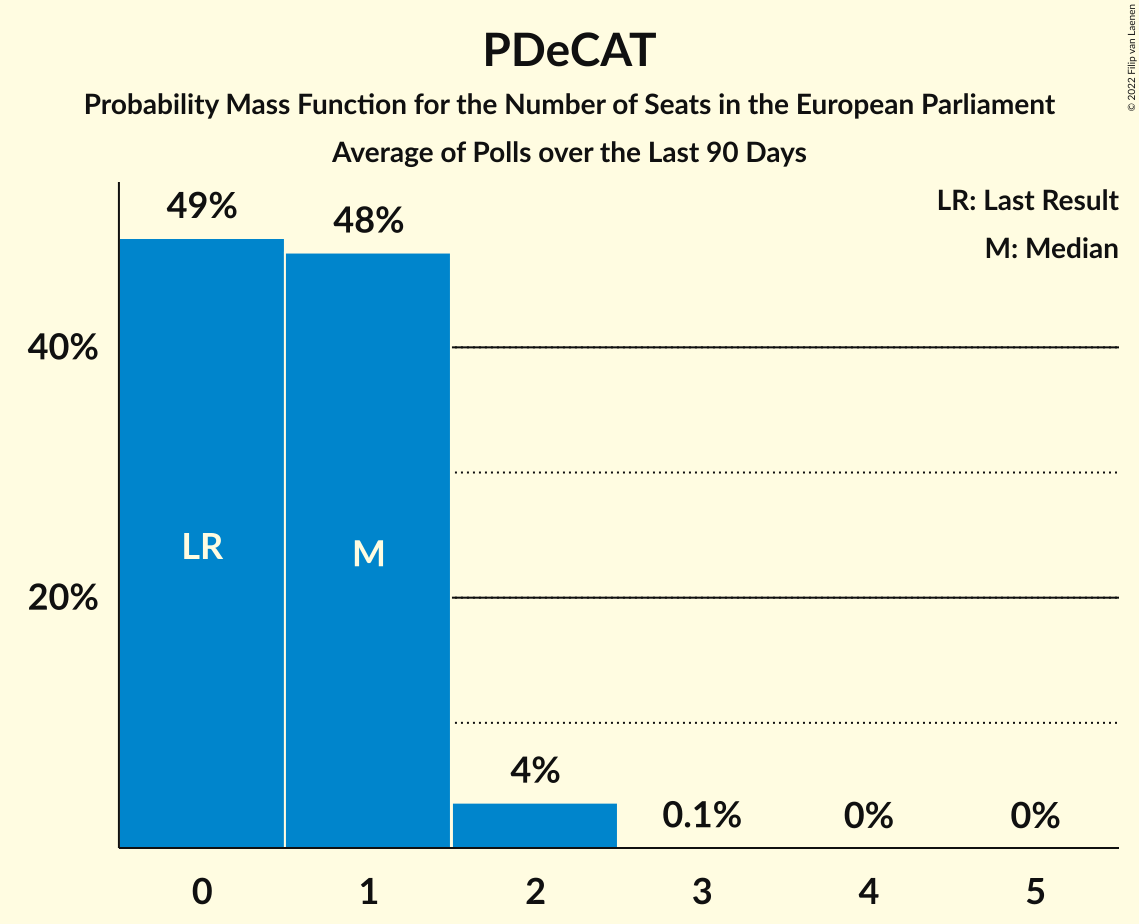 PDeCAT
Probability Mass Function for the Number of Seats in the European Parliament
Average of Polls over the Last 90 Days
© 2022 Filip van Laenen
LR: Last Result
M: Median
49%
48%
40%
LR
M
20%
4%
0.1%
0%
0%
0
1
2
3
4
5